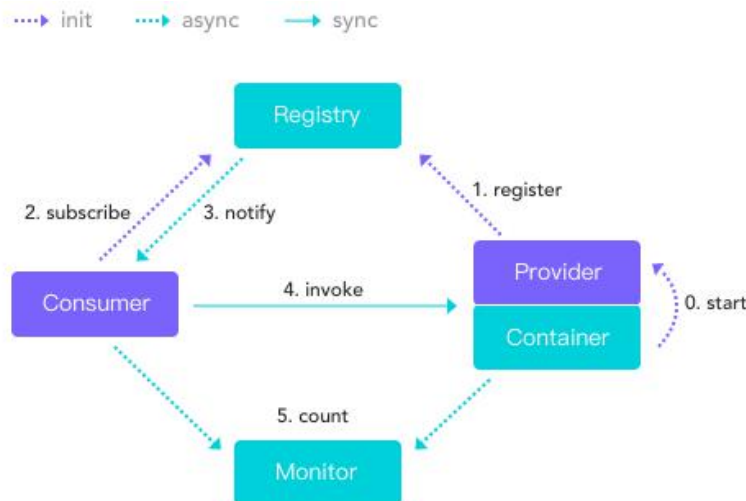 init async sync
Registry
1. register
2. subscribe 3. notify
Provider
Consumer 4. invoke 0. start
Container
5. count
Monitor